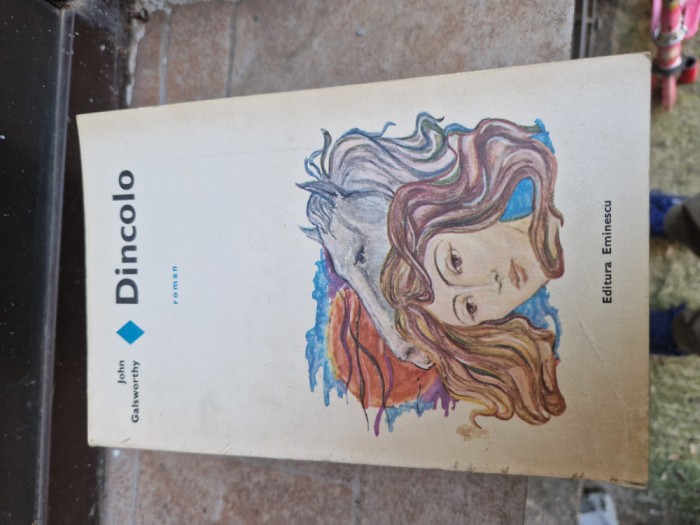 John
Galsworthy
Dincolo
roman
Editura Eminescu